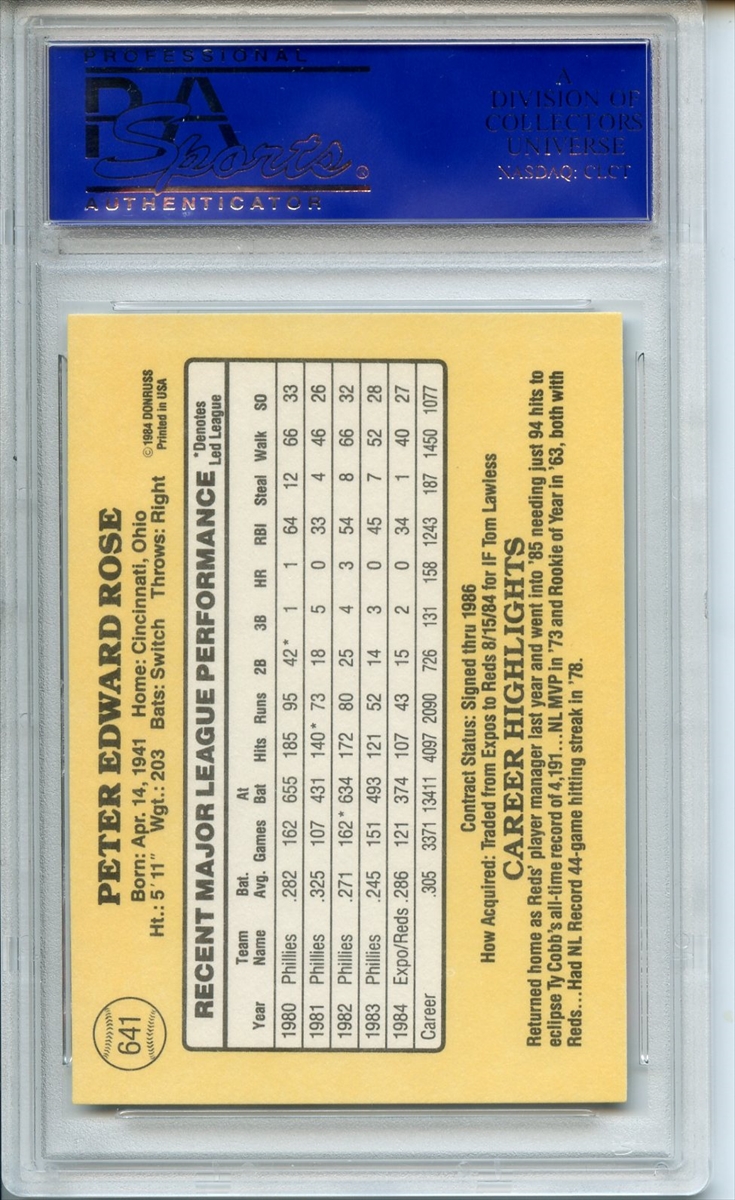 PROFESSIONAL
PSA
Sports®
AUTHENTICATOR
A
DIVISION OF
COLLECTORS
UNIVERSE
NASDAQ: CLCT
641
PETER EDWARD ROSE
Born: Apr. 14, 1941 Home: Cincinnati, Ohio
Ht.: 5'11" Wgt.: 203 Bats: Switch Throws: Right
© 1984 DONRUSS
Printed in USA
RECENT MAJOR LEAGUE PERFORMANCE *Denotes Led League
Year Team Name Bat. Avg. Games At Bat Hits Runs 2B 3B HR RBI Steal Walk SO
1980 Phillies .282 162 655 185 95 42* 1 1 64 12 66 33
1981 Phillies .325 107 431 140* 73 18 5 0 33 4 46 26
1982 Phillies .271 162* 634 172 80 25 4 3 54 8 66 32
1983 Phillies .245 151 493 121 52 14 3 0 45 7 52 28
1984 Expo/Reds .286 121 374 107 43 15 2 0 34 1 40 27
Career .305 3371 13411 4097 2090 726 131 158 1243 187 1450 1077
Contract Status: Signed thru 1986
How Acquired: Traded from Expos to Reds 8/15/84 for IF Tom Lawless
CAREER HIGHLIGHTS
Returned home as Reds' player manager last year and went into '85 needing just 94 hits to
eclipse Ty Cobb's all-time record of 4,191...NL MVP in '73 and Rookie of Year in '63, both with
Reds...Had NL Record 44-game hitting streak in '78.